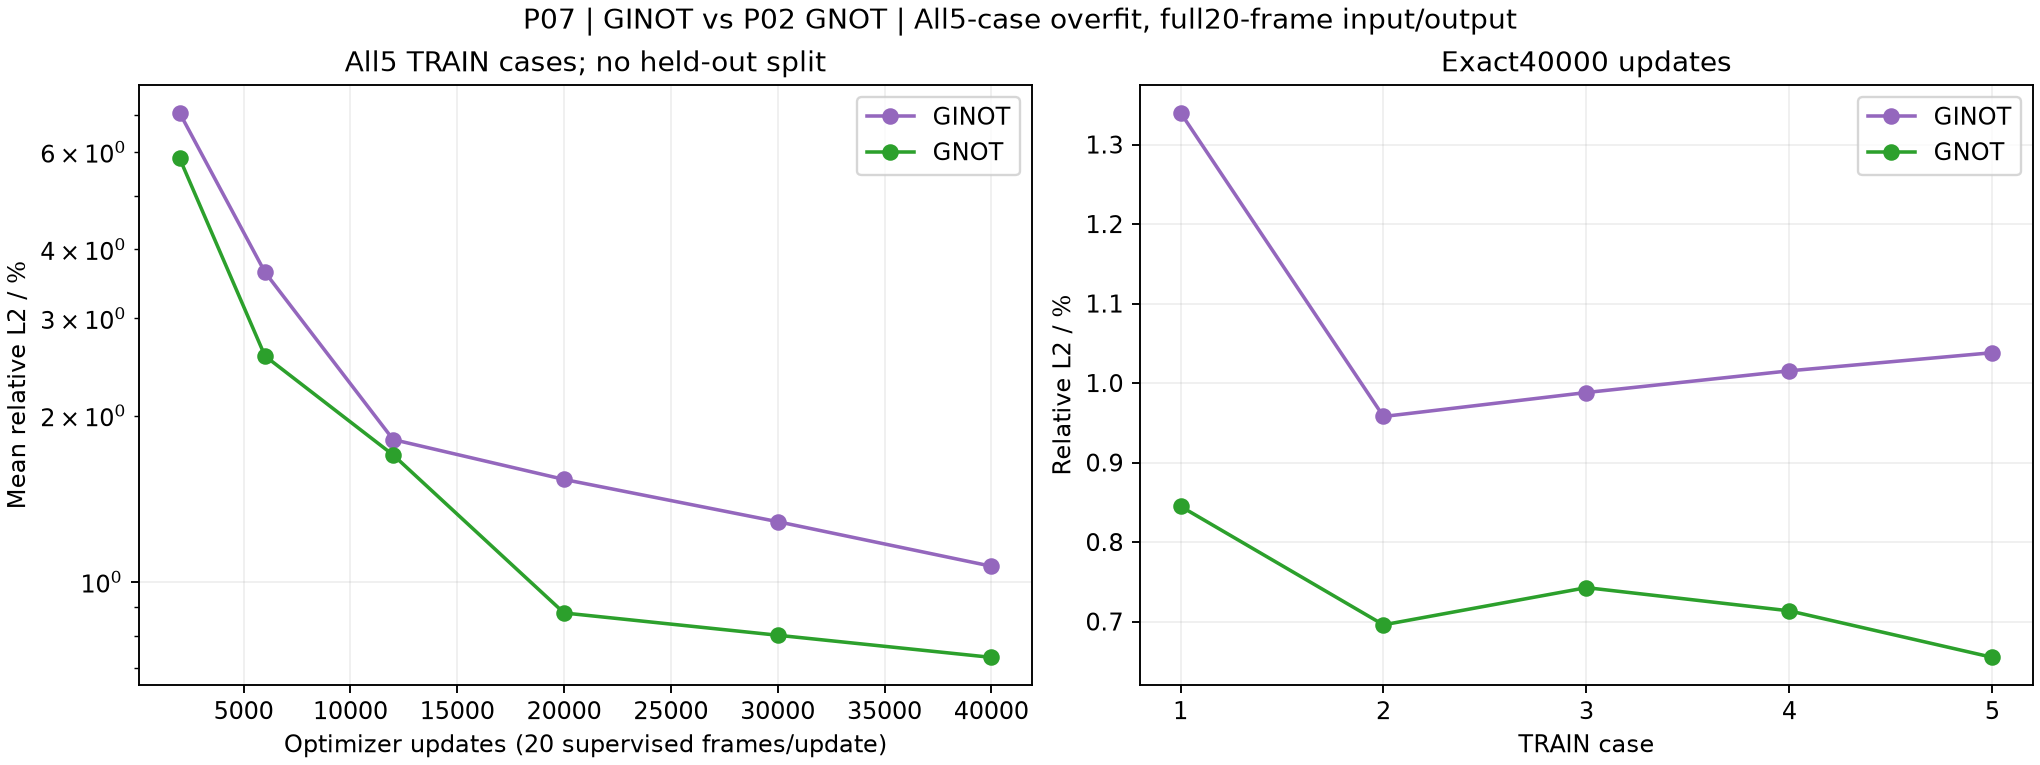 P07 | GINOT vs P02 GNOT | All5-case overfit, full20-frame input/output
All5 TRAIN cases; no held-out split
GINOT
GNOT
Mean relative L2 / %
6 × 10⁰
4 × 10⁰
3 × 10⁰
2 × 10⁰
10⁰
5000 10000 15000 20000 25000 30000 35000 40000
Optimizer updates (20 supervised frames/update)
Exact40000 updates
GINOT
GNOT
Relative L2 / %
1.3
1.2
1.1
1.0
0.9
0.8
0.7
1 2 3 4 5
TRAIN case